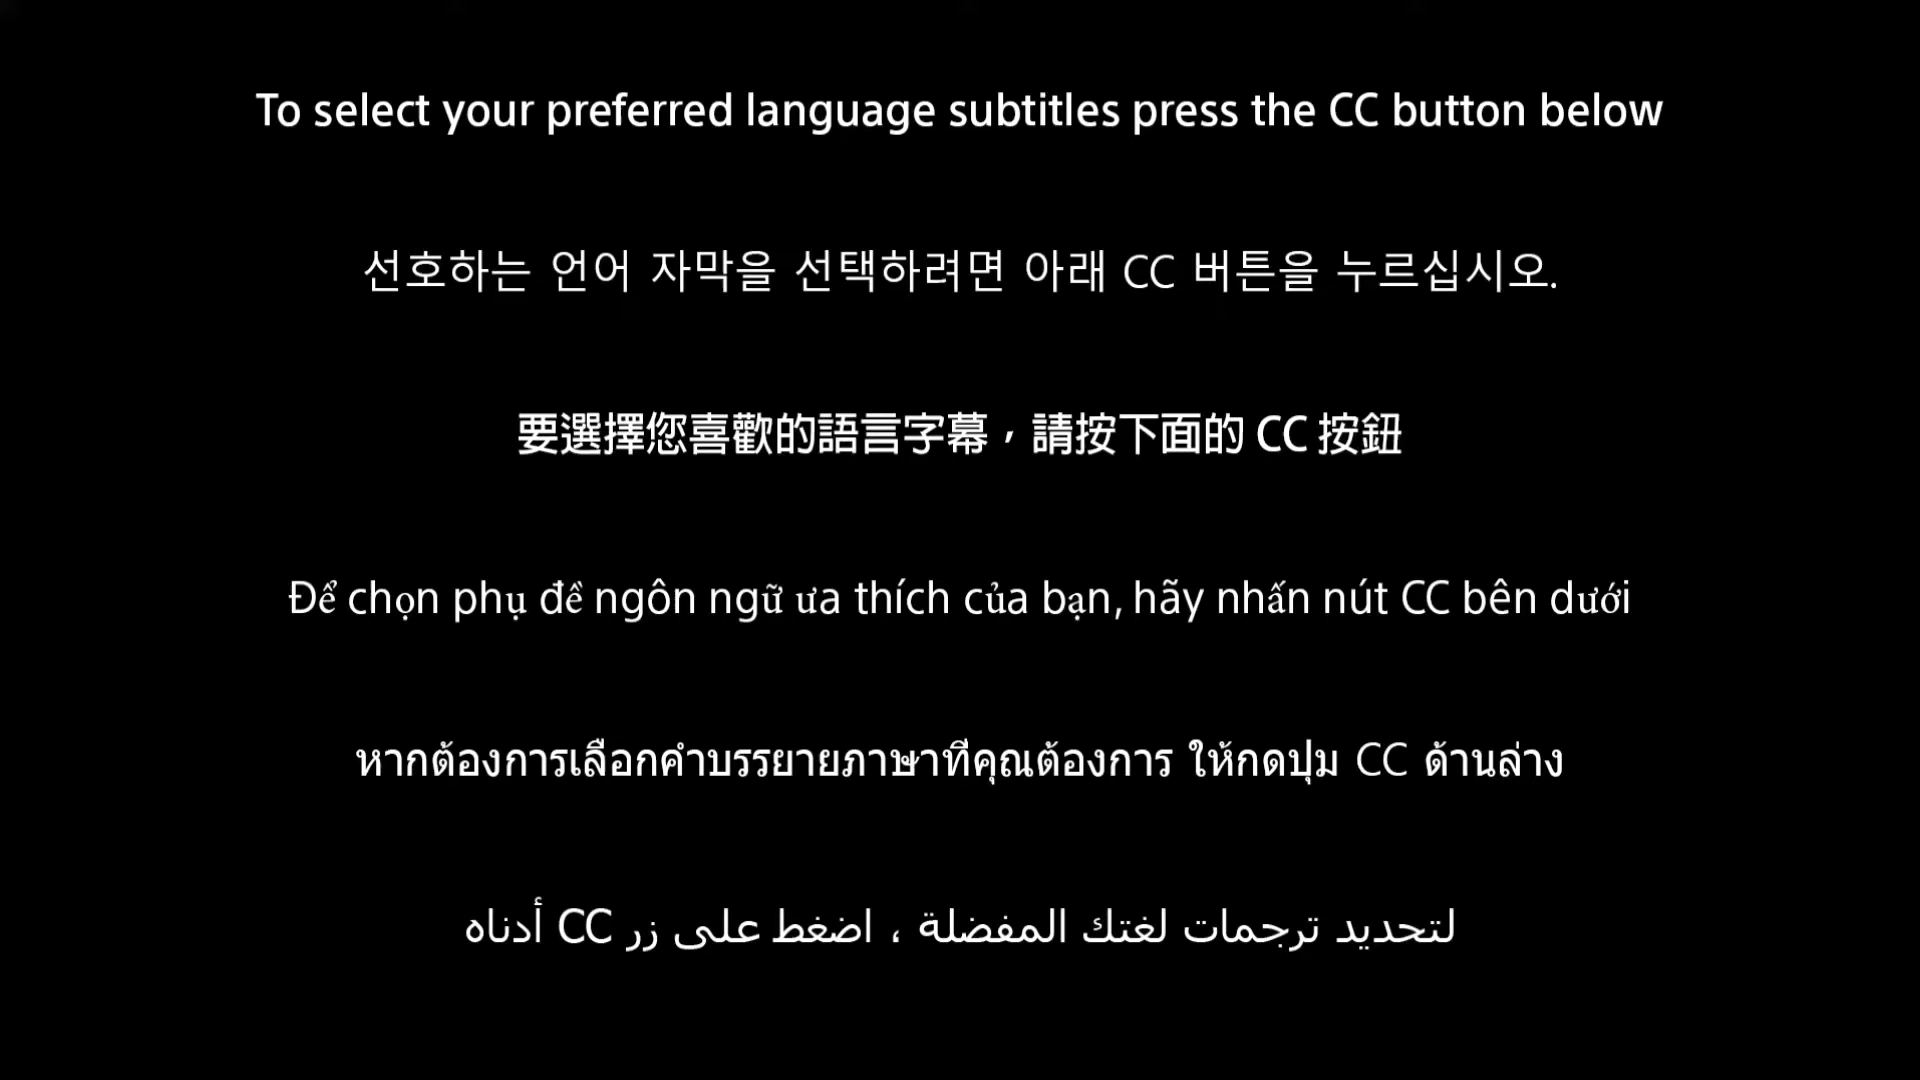 To select your preferred language subtitles press the CC button below
선호하는 언어 자막을 선택하려면 아래 CC 버튼을 누르십시오.
要選擇您喜歡的語言字幕，請按下面的 CC 按鈕
Để chọn phụ đề ngôn ngữ ưa thích của bạn, hãy nhấn nút CC bên dưới
หากต้องการเลือกคำบรรยายภาษาที่คุณต้องการ ให้กดปุ่ม CC ด้านล่าง
لتحديد ترجمات لغتك المفضلة ، اضغط على زر CC أدناه